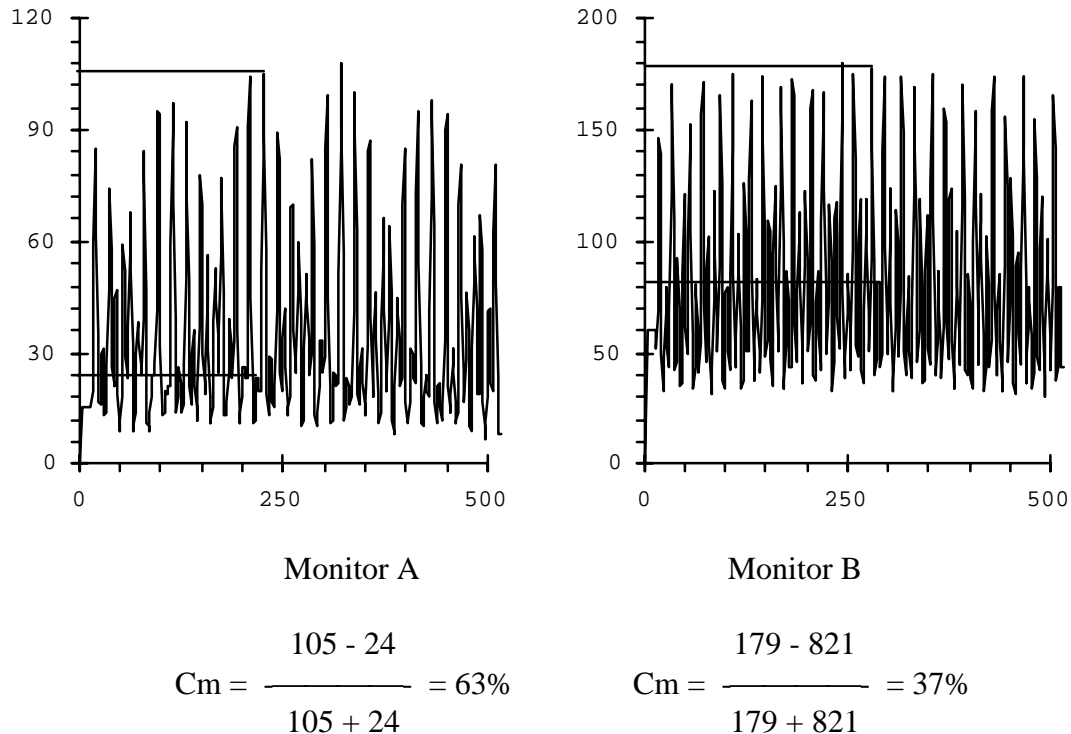 120
90
60
30
0
0 250 500
200
150
100
50
0
0 250 500
Monitor A
Monitor B
105 - 24
Cm = ————— = 63%
105 + 24
179 - 821
Cm = ————— = 37%
179 + 821